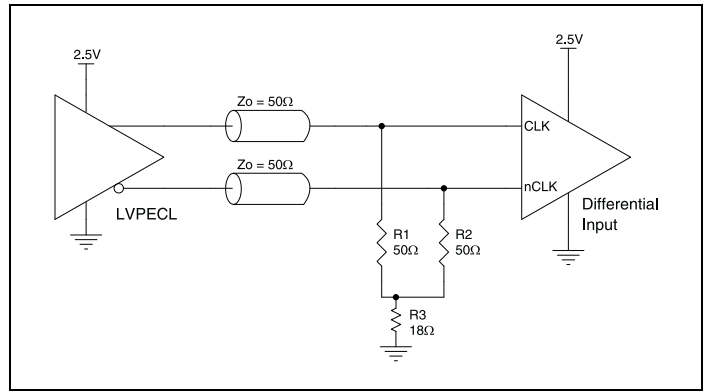 2.5V
2.5V
Zo = 50Ω
CLK
Zo = 50Ω
nCLK
LVPECL
Differential
Input
R1
50Ω
R2
50Ω
R3
18Ω